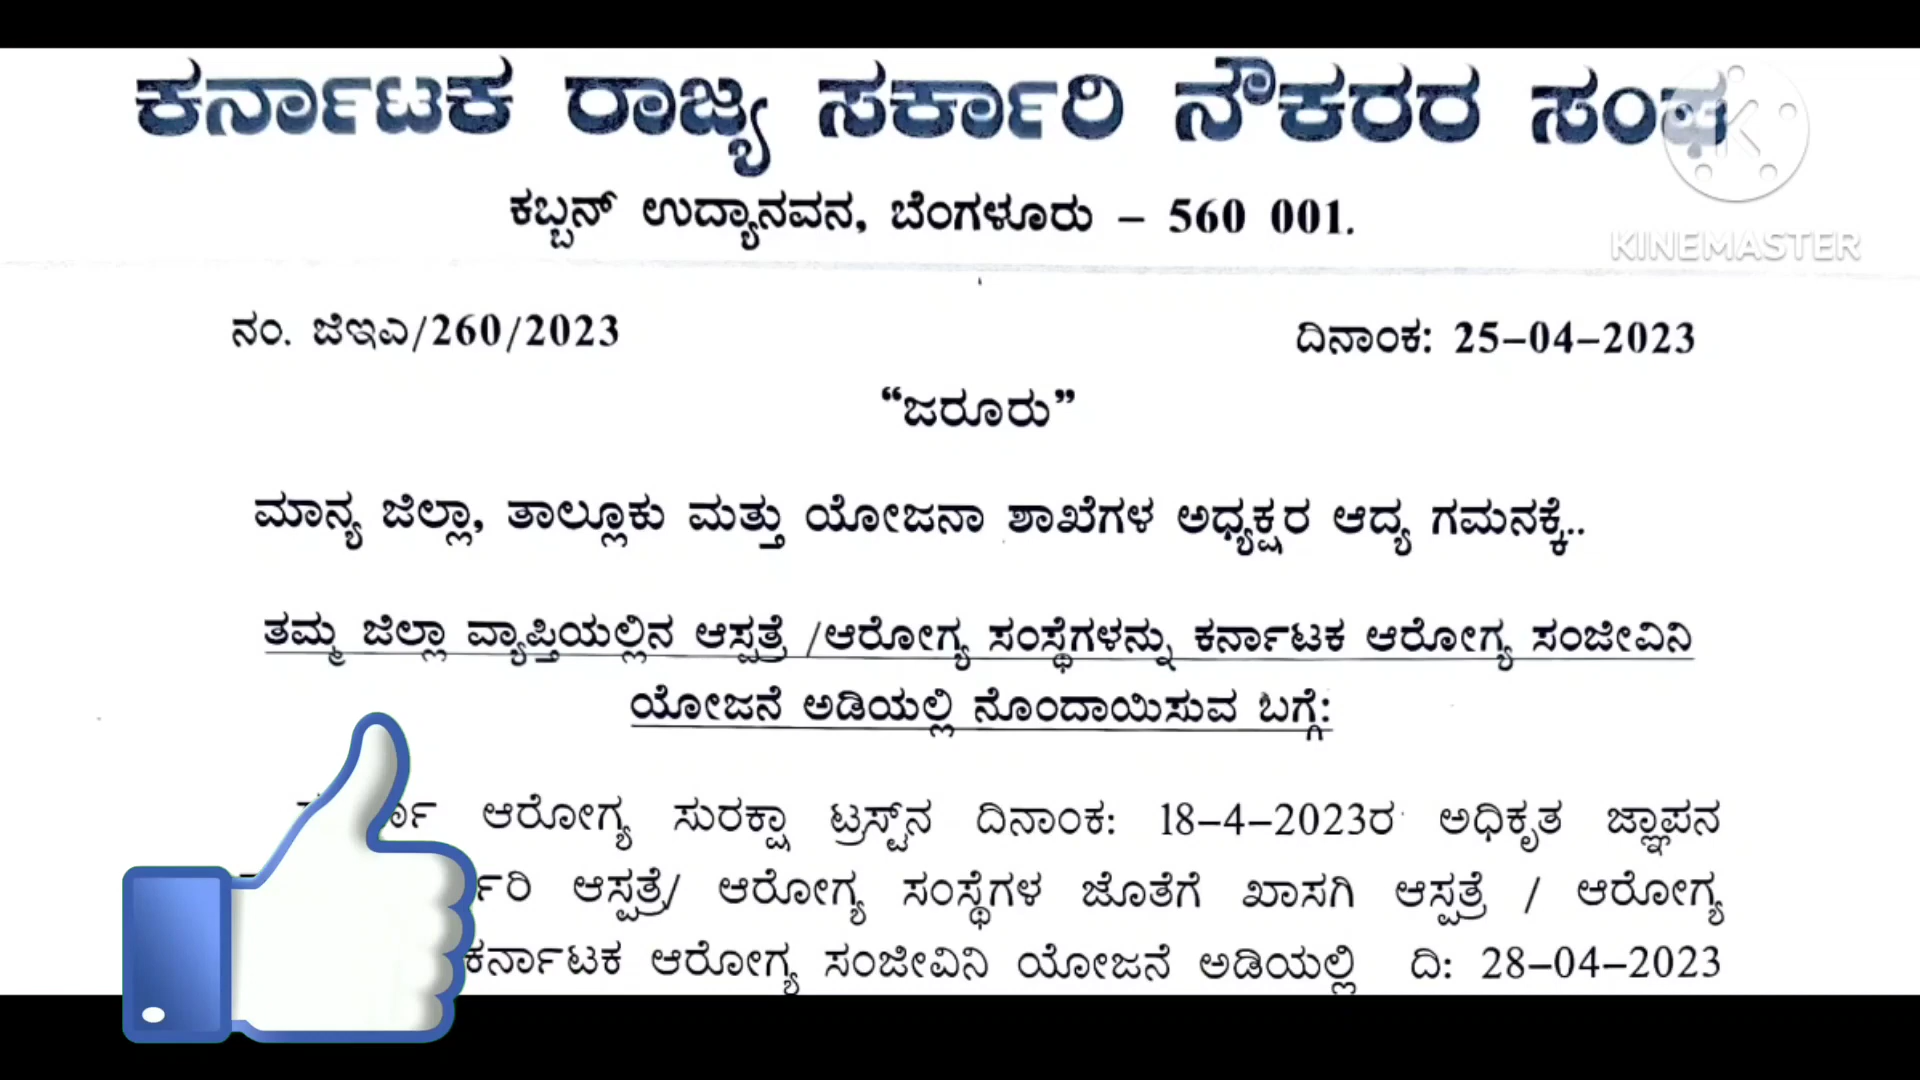 ಕರ್ನಾಟಕ ರಾಜ್ಯ ಸರ್ಕಾರಿ ನೌಕರರ ಸಂಘ
KINEMASTER
ಕಬ್ಬನ್ ಉದ್ಯಾನವನ, ಬೆಂಗಳೂರು – 560 001.
ನಂ. ಜಿಇಎ/260/2023 ದಿನಾಂಕ: 25–04–2023
“ಜರೂರು”
ಮಾನ್ಯ ಜಿಲ್ಲಾ, ತಾಲ್ಲೂಕು ಮತ್ತು ಯೋಜನಾ ಶಾಖೆಗಳ ಅಧ್ಯಕ್ಷರ ಆದ್ಯ ಗಮನಕ್ಕೆ..
ತಮ್ಮ ಜಿಲ್ಲಾ ವ್ಯಾಪ್ತಿಯಲ್ಲಿನ ಆಸ್ಪತ್ರೆ /ಆರೋಗ್ಯ ಸಂಸ್ಥೆಗಳನ್ನು ಕರ್ನಾಟಕ ಆರೋಗ್ಯ ಸಂಜೀವಿನಿ
ಯೋಜನೆ ಅಡಿಯಲ್ಲಿ ನೊಂದಾಯಿಸುವ ಬಗ್ಗೆ:
ಆರೋಗ್ಯ ಸುರಕ್ಷಾ ಟ್ರಸ್ಟ್‌ನ ದಿನಾಂಕ: 18–4–2023ರ ಅಧಿಕೃತ ಜ್ಞಾಪನ
ಆಸ್ಪತ್ರೆ/ ಆರೋಗ್ಯ ಸಂಸ್ಥೆಗಳ ಜೊತೆಗೆ ಖಾಸಗಿ ಆಸ್ಪತ್ರೆ / ಆರೋಗ್ಯ
ಕರ್ನಾಟಕ ಆರೋಗ್ಯ ಸಂಜೀವಿನಿ ಯೋಜನೆ ಅಡಿಯಲ್ಲಿ ದಿ: 28–04–2023